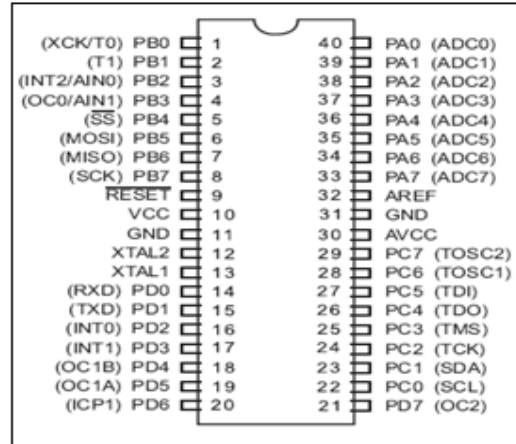 (XCK/T0) PB0 1 40 PA0 (ADC0)
(T1) PB1 2 39 PA1 (ADC1)
(INT2/AIN0) PB2 3 38 PA2 (ADC2)
(OC0/AIN1) PB3 4 37 PA3 (ADC3)
(SS) PB4 5 36 PA4 (ADC4)
(MOSI) PB5 6 35 PA5 (ADC5)
(MISO) PB6 7 34 PA6 (ADC6)
(SCK) PB7 8 33 PA7 (ADC7)
RESET 9 32 AREF
VCC 10 31 GND
GND 11 30 AVCC
XTAL2 12 29 PC7 (TOSC2)
XTAL1 13 28 PC6 (TOSC1)
(RXD) PD0 14 27 PC5 (TDI)
(TXD) PD1 15 26 PC4 (TDO)
(INT0) PD2 16 25 PC3 (TMS)
(INT1) PD3 17 24 PC2 (TCK)
(OC1B) PD4 18 23 PC1 (SDA)
(OC1A) PD5 19 22 PC0 (SCL)
(ICP1) PD6 20 21 PD7 (OC2)